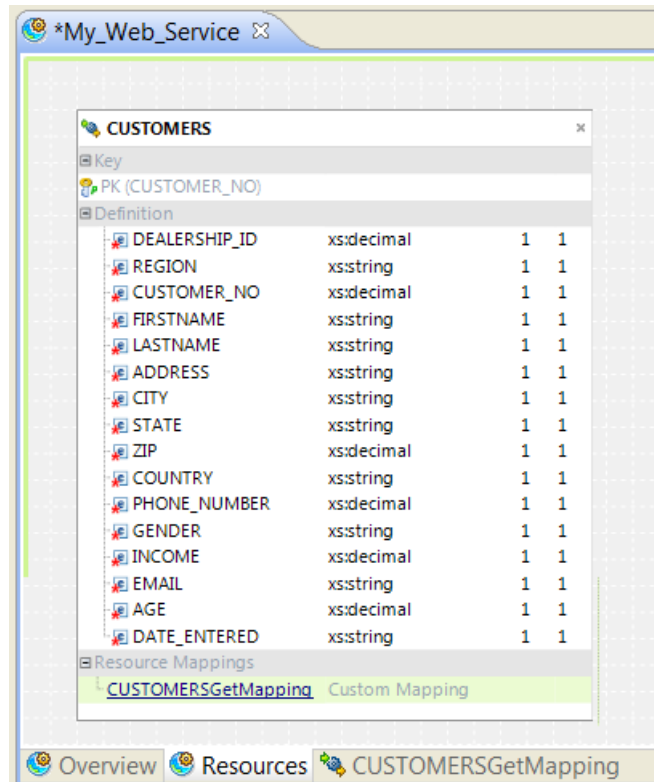 *My_Web_Service
CUSTOMERS
Key
PK (CUSTOMER_NO)
Definition
DEALERSHIP_ID xs:decimal 1 1
REGION xs:string 1 1
CUSTOMER_NO xs:decimal 1 1
FIRSTNAME xs:string 1 1
LASTNAME xs:string 1 1
ADDRESS xs:string 1 1
CITY xs:string 1 1
STATE xs:string 1 1
ZIP xs:decimal 1 1
COUNTRY xs:string 1 1
PHONE_NUMBER xs:decimal 1 1
GENDER xs:string 1 1
INCOME xs:decimal 1 1
EMAIL xs:string 1 1
AGE xs:decimal 1 1
DATE_ENTERED xs:string 1 1
Resource Mappings
CUSTOMERSGetMapping Custom Mapping
Overview Resources CUSTOMERSGetMapping